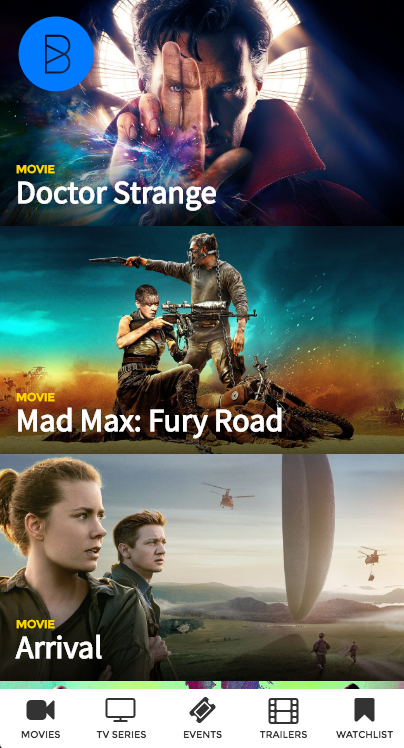 B
MOVIE
Doctor Strange
MOVIE
Mad Max: Fury Road
MOVIE
Arrival
MOVIES
TV SERIES
EVENTS
TRAILERS
WATCHLIST